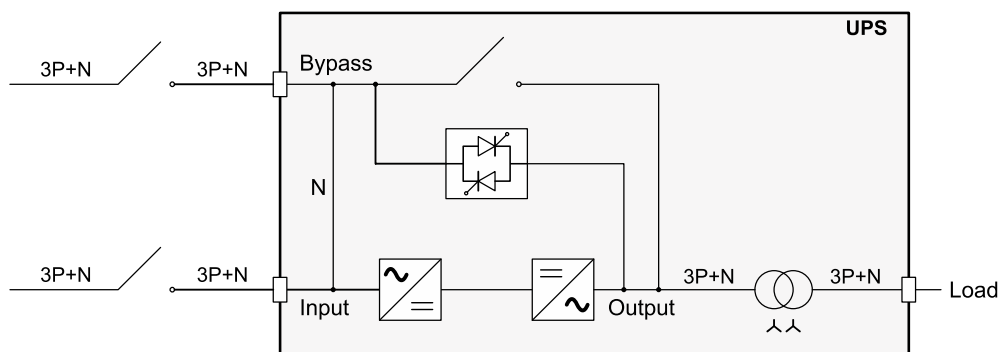 UPS
Bypass
3P+N
3P+N
N
3P+N
3P+N
3P+N
3P+N
Input
Output
Load